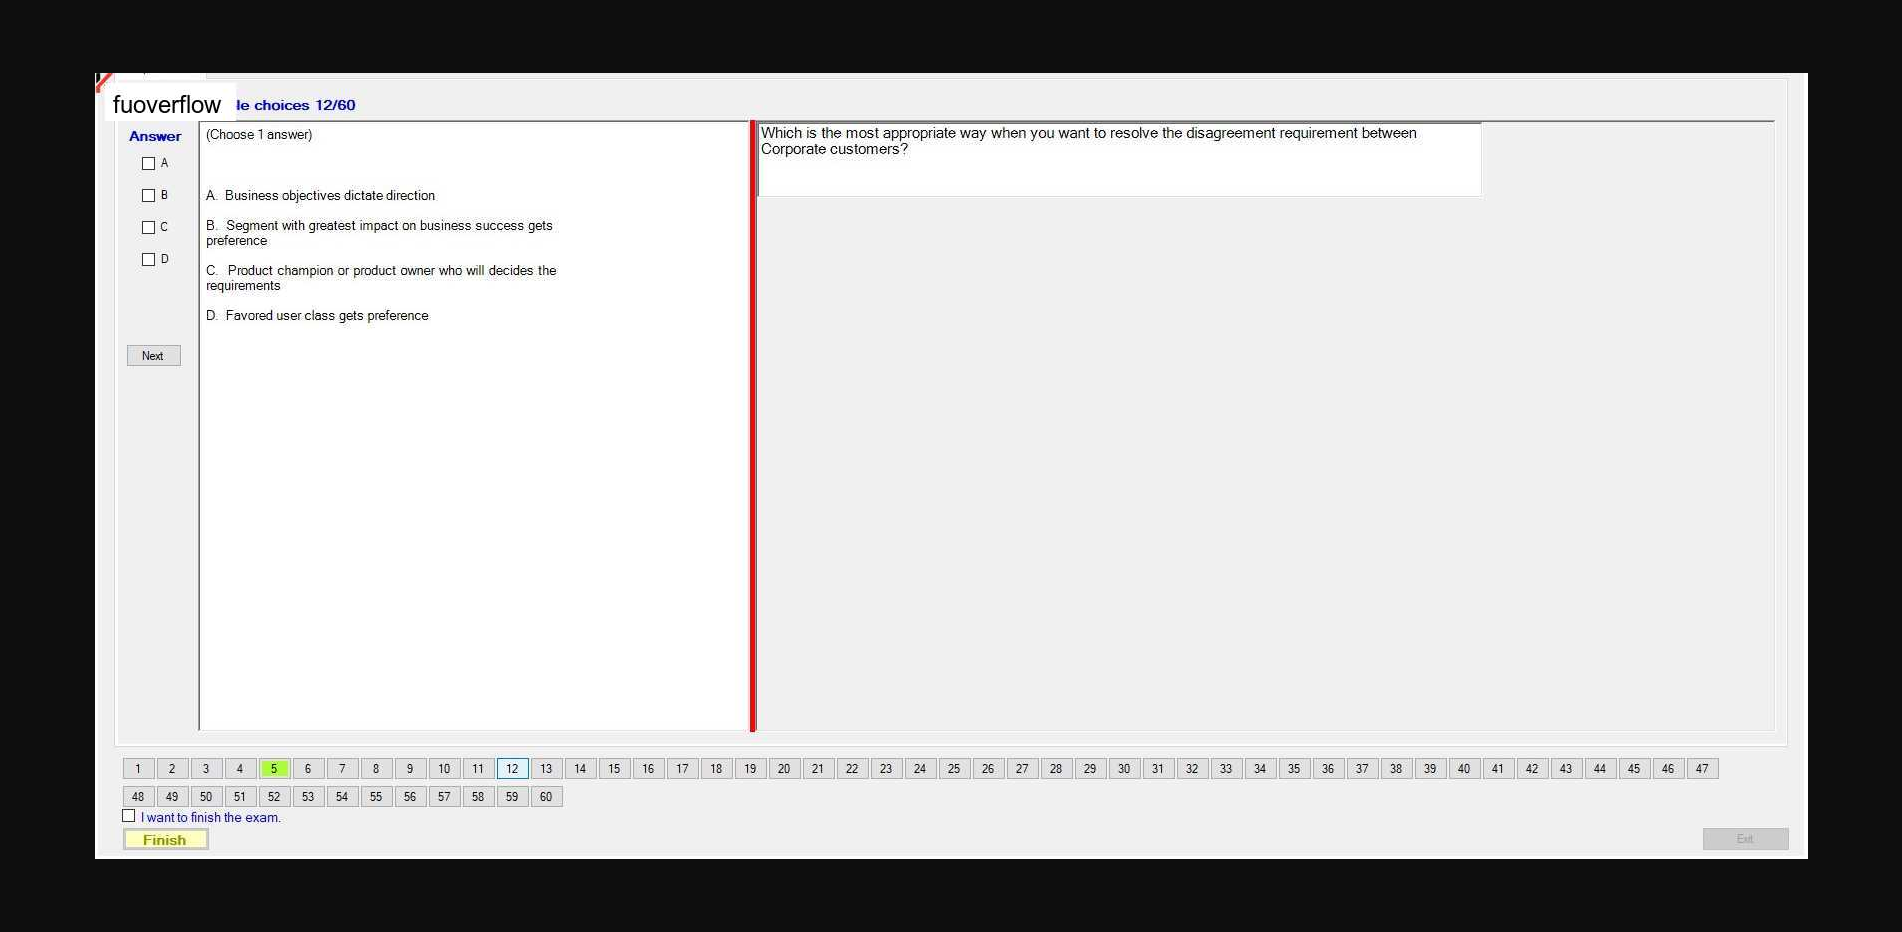 fuoverflow
le choices 12/60
Answer
A
B
C
D
Next
(Choose 1 answer)
A. Business objectives dictate direction
B. Segment with greatest impact on business success gets
preference
C. Product champion or product owner who will decides the
requirements
D. Favored user class gets preference
Which is the most appropriate way when you want to resolve the disagreement requirement between
Corporate customers?
1 2 3 4 5 6 7 8 9 10 11 12 13 14 15 16 17 18 19 20 21 22 23 24 25 26 27 28 29 30 31 32 33 34 35 36 37 38 39 40 41 42 43 44 45 46 47
48 49 50 51 52 53 54 55 56 57 58 59 60
I want to finish the exam.
Finish
Exit